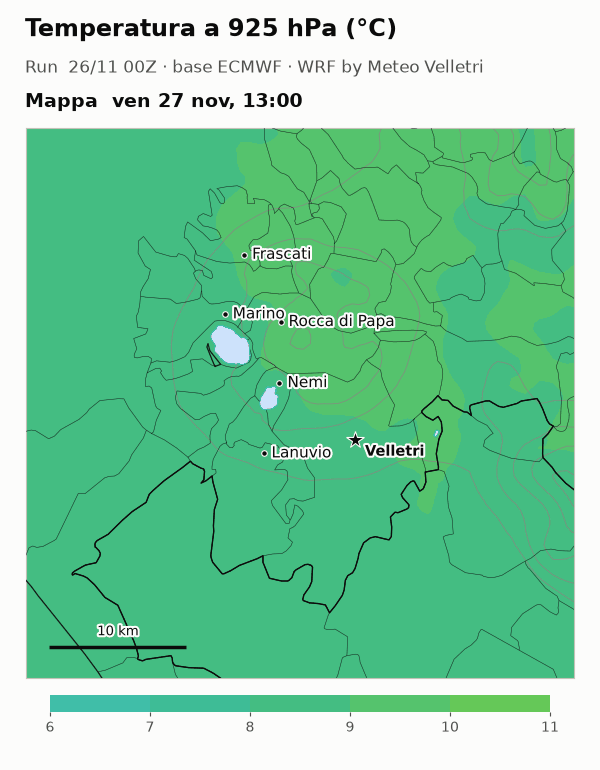 Temperatura a 925 hPa (°C)
Run  26/11 00Z · base ECMWF · WRF by Meteo Velletri
Mappa  ven 27 nov, 13:00
Frascati
Marino
Rocca di Papa
Nemi
Velletri
Lanuvio
10 km
6 7 8 9 10 11